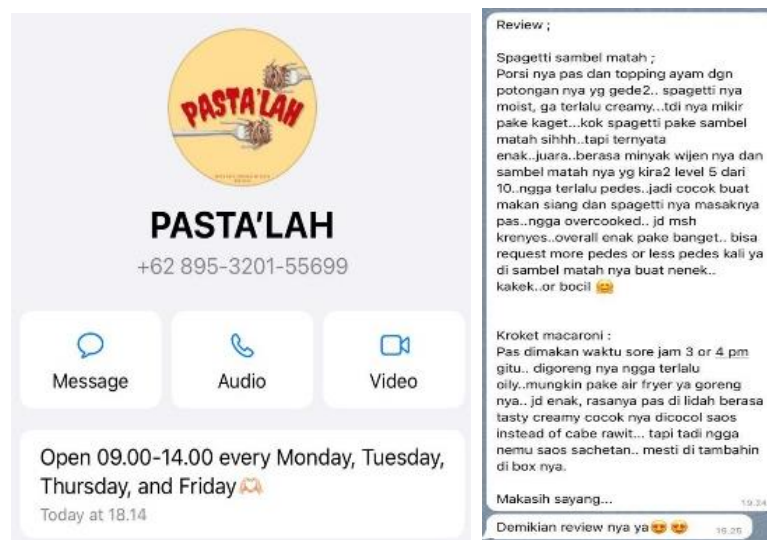 PASTA'LAH
PASTA'LAH
+62 895-3201-55699
Message
Audio
Video
Open 09.00-14.00 every Monday, Tuesday,
Thursday, and Friday🫶🏻
Today at 18.14
Review ;
Spagetti sambel matah ;
Porsi nya pas dan topping ayam dgn
potongan nya yg gede2.. spagetti nya
moist, ga terlalu creamy...tdi nya mikir
pake kaget...kok spagetti pake sambel
matah sihhh..tapi ternyata
enak..juara..berasa minyak wijen nya dan
sambel matah nya yg kira2 level 5 dari
10..ngga terlalu pedes..jadi cocok buat
makan siang dan spagetti nya masaknya
pas..ngga overcooked.. jd msh
krenyes..overall enak pake banget.. bisa
request more pedes or less pedes kali ya
di sambel matah nya buat nenek..
kakek..or bocil 🤗
Kroket macaroni :
Pas dimakan waktu sore jam 3 or 4 pm
gitu.. digoreng nya ngga terlalu
oily..mungkin pake air fryer ya goreng
nya.. jd enak, rasanya pas di lidah berasa
tasty creamy cocok nya dicocol saos
instead of cabe rawit... tapi tadi ngga
nemu saos sachetan.. mesti di tambahin
di box nya.
Makasih sayang...
19.24
Demikian review nya ya😍 😍
16.25